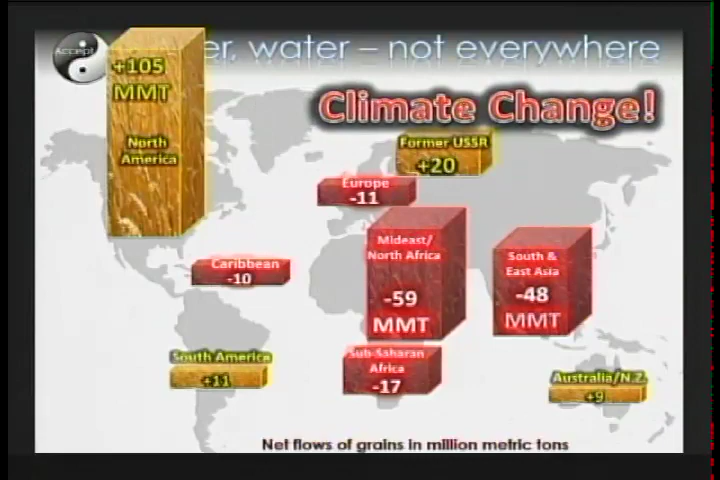 Accept
er, water – not everywhere
+105
MMT
North
America
Climate Change!
Former USSR
+20
Europe
-11
Mideast/
North Africa
-59
MMT
South &
East Asia
-48
MMT
Caribbean
-10
South America
+11
Sub-Saharan
Africa
-17
Australia/N.Z.
+9
Net flows of grains in million metric tons